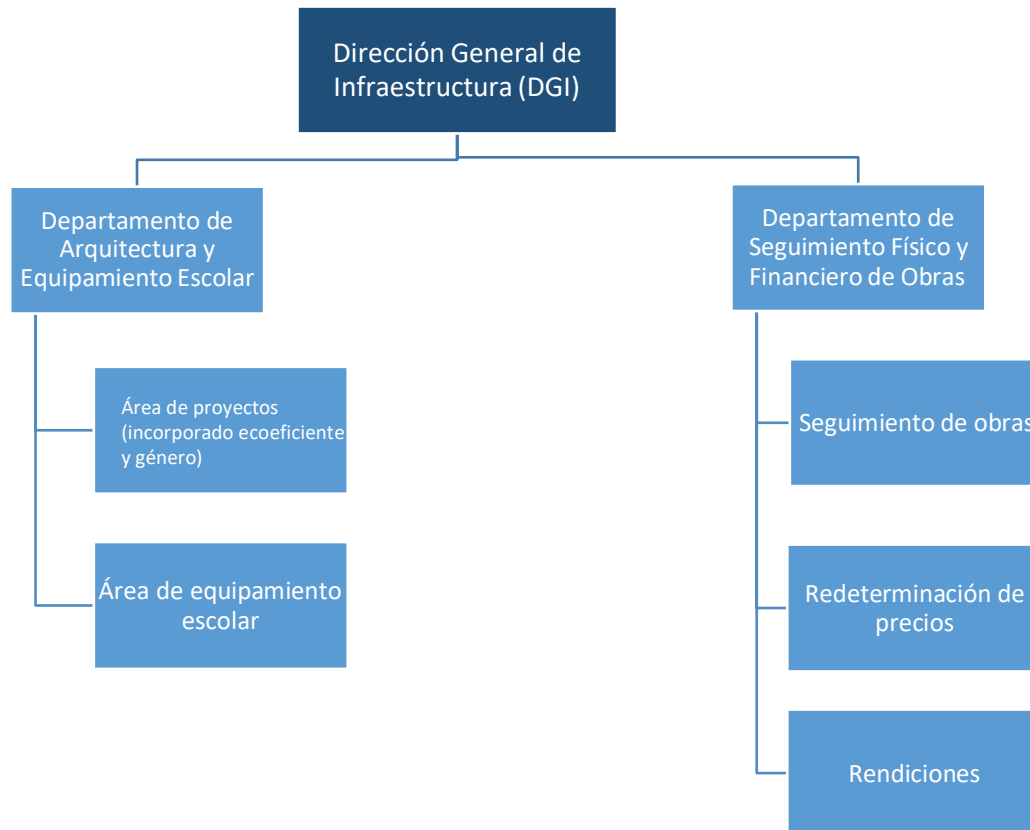 Dirección General de
Infraestructura (DGI)
Departamento de
Arquitectura y
Equipamiento Escolar
Área de proyectos
(incorporado ecoeficiente
y género)
Área de equipamiento
escolar
Departamento de
Seguimiento Físico y
Financiero de Obras
Seguimiento de obras
Redeterminación de
precios
Rendiciones